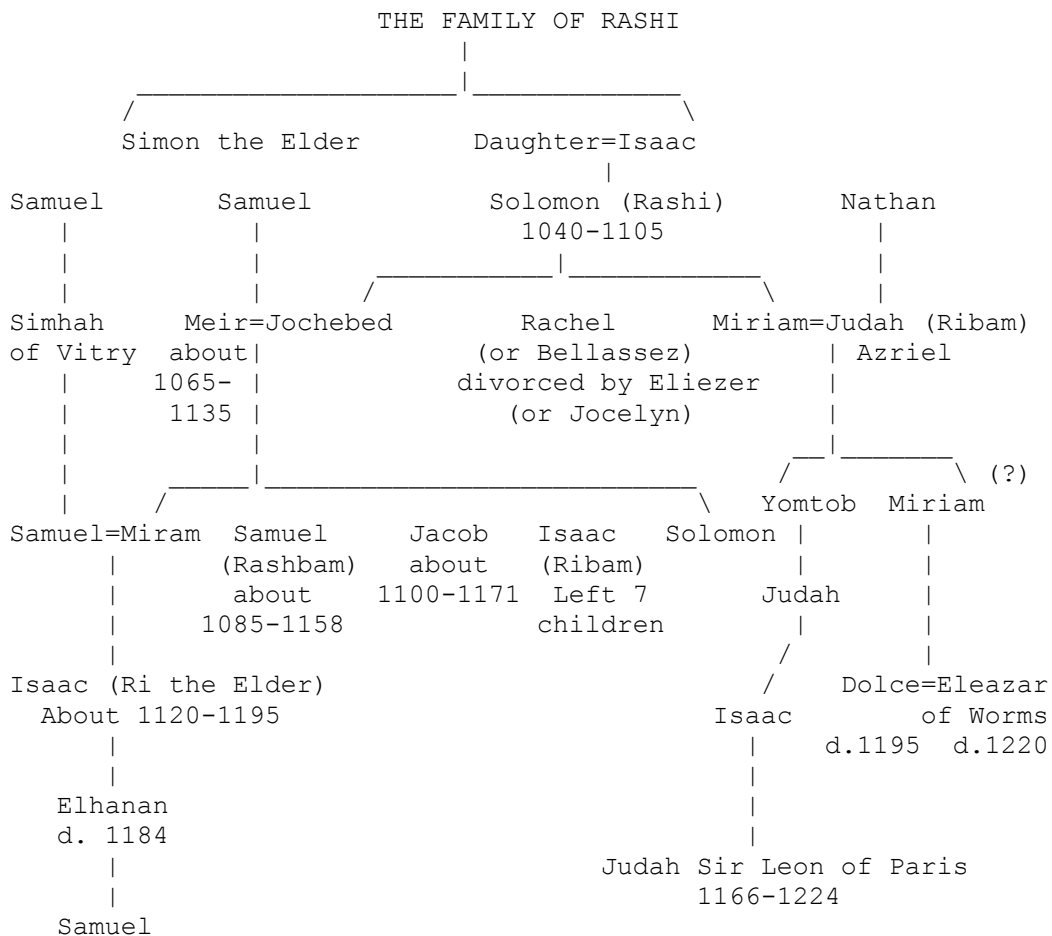 THE FAMILY OF RASHI
Simon the Elder Daughter=Isaac
Samuel Samuel Solomon (Rashi) Nathan
1040-1105
Simhah Meir=Jochebed Rachel Miriam=Judah (Ribam)
of Vitry about (or Bellassez) Azriel
1065- divorced by Eliezer
1135 (or Jocelyn)
(?)
Yomtob Miriam
Samuel=Miram Samuel Jacob Isaac Solomon
(Rashbam) about (Ribam)
about 1100-1171 Left 7 Judah
1085-1158 children
Isaac (Ri the Elder) Dolce=Eleazar
About 1120-1195 Isaac of Worms
d.1195 d.1220
Elhanan
d. 1184
Judah Sir Leon of Paris
1166-1224
Samuel